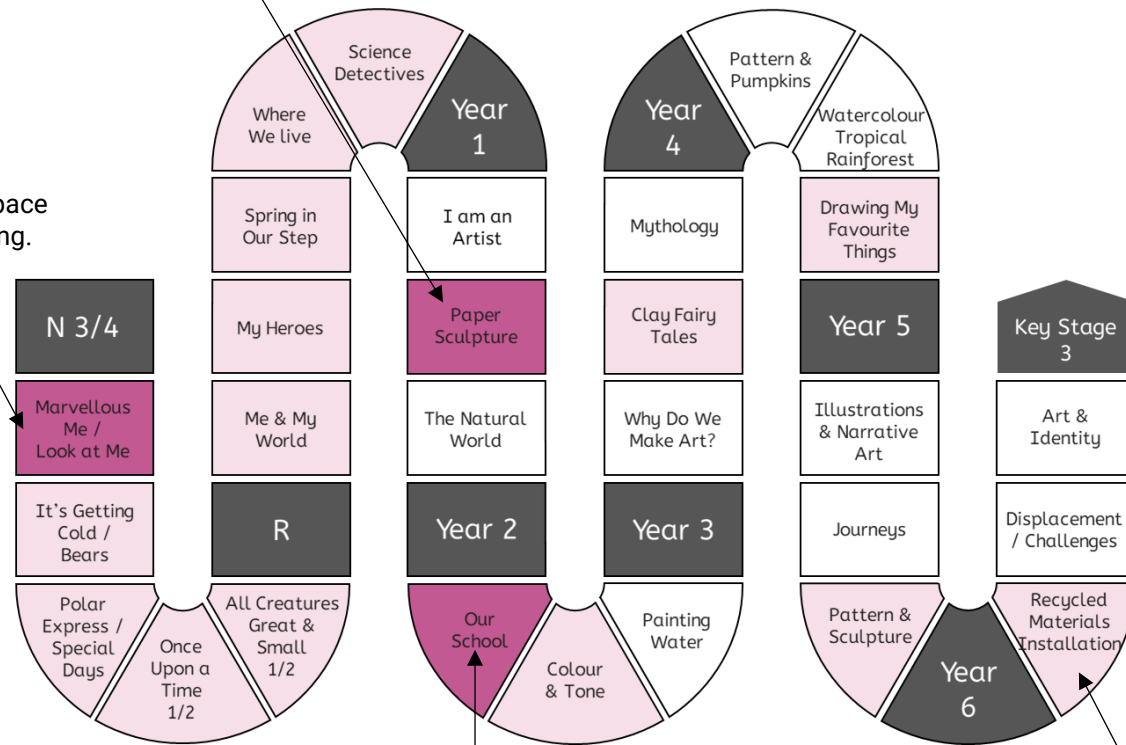 pace
ng.
N 3/4
Marvellous
Me /
Look at Me
It's Getting
Cold /
Bears
Polar
Express /
Special
Days
Once
Upon a
Time
1/2
All Creatures
Great &
Small
1/2
R
Me & My
World
My Heroes
Spring in
Our Step
Where
We live
Science
Detectives
Year
1
I am an
Artist
Paper
Sculpture
The Natural
World
Year 2
Our
School
Colour
& Tone
Painting
Water
Year 3
Why Do We
Make Art?
Clay Fairy
Tales
Mythology
Year
4
Pattern &
Pumpkins
Watercolour
Tropical
Rainforest
Drawing My
Favourite
Things
Year 5
Illustrations
& Narrative
Art
Journeys
Pattern &
Sculpture
Year
6
Recycled
Materials
Installation
Displacement
/ Challenges
Art &
Identity
Key Stage
3